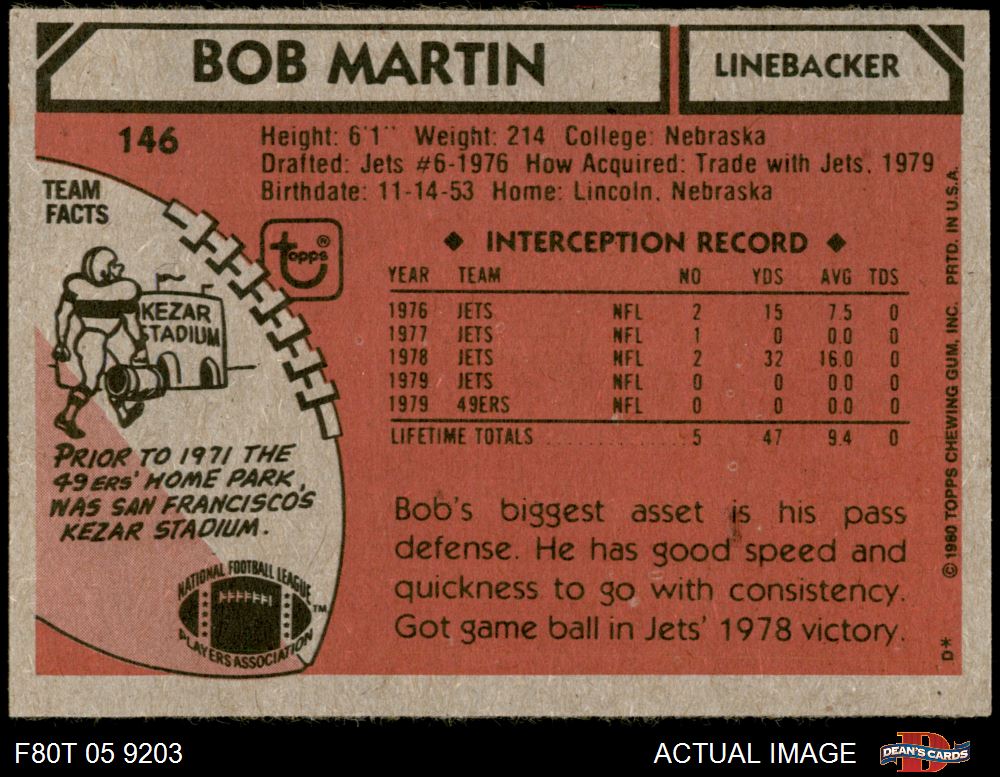 BOB MARTIN
LINEBACKER
146
Height: 6'1" Weight: 214 College: Nebraska
Drafted: Jets #6-1976 How Acquired: Trade with Jets, 1979
Birthdate: 11-14-53 Home: Lincoln, Nebraska
TEAM
FACTS
topps®
KEZAR
STADIUM
PRIOR TO 1971 THE
49ERS' HOME PARK,
WAS SAN FRANCISCO'S
KEZAR STADIUM.
NATIONAL FOOTBALL LEAGUE
PLAYERS ASSOCIATION
TM
◆ INTERCEPTION RECORD ◆
YEAR TEAM NO YDS AVG TDS
1976 JETS NFL 2 15 7.5 0
1977 JETS NFL 1 0 0.0 0
1978 JETS NFL 2 32 16.0 0
1979 JETS NFL 0 0 0.0 0
1979 49ERS NFL 0 0 0.0 0
LIFETIME TOTALS 5 47 9.4 0
Bob's biggest asset is his pass
defense. He has good speed and
quickness to go with consistency.
Got game ball in Jets' 1978 victory.
© 1980 TOPPS CHEWING GUM, INC. PRTD. IN U.S.A.
D*
F80T 05 9203
ACTUAL IMAGE
DEAN'S CARDS